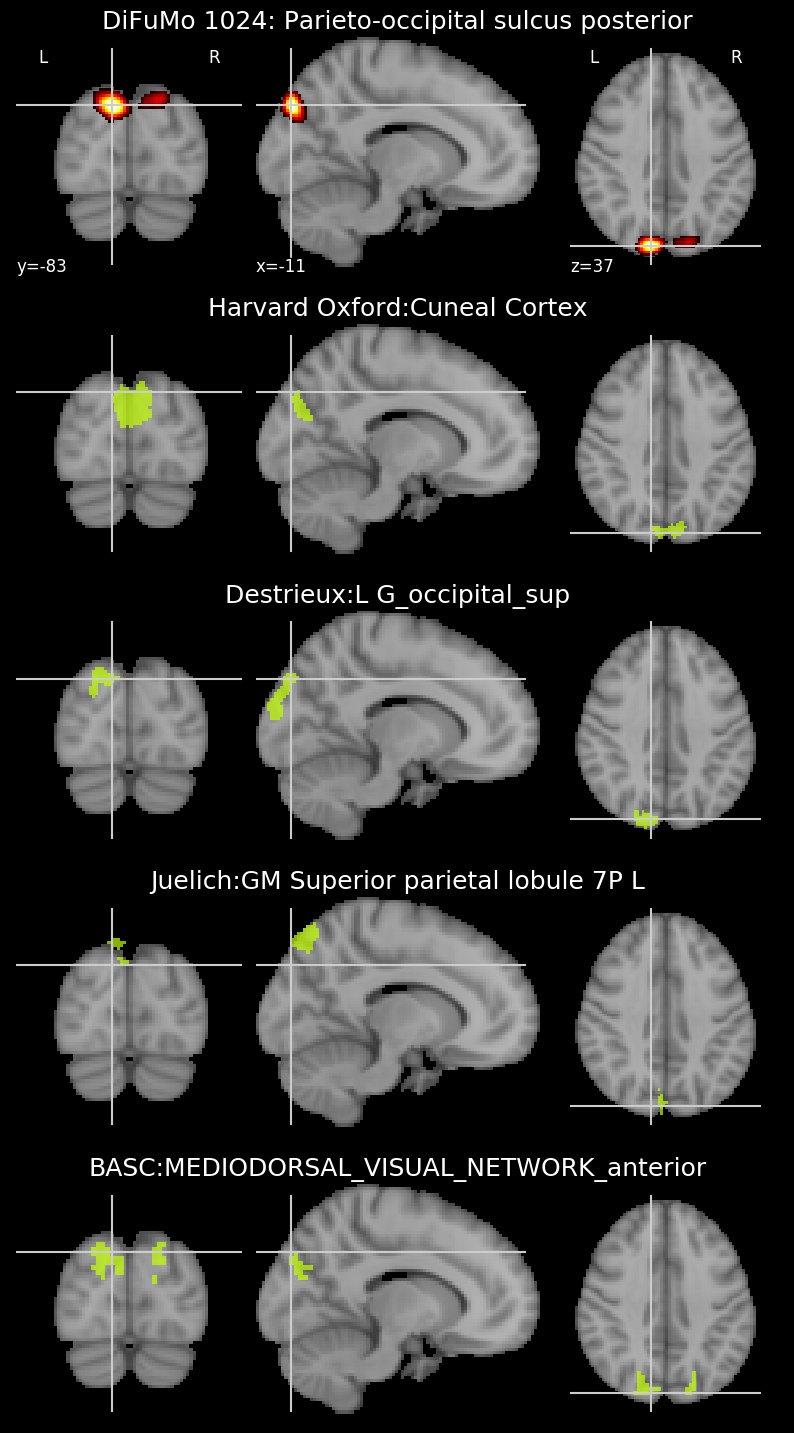 DiFuMo 1024: Parieto-occipital sulcus posterior
L R L R
y=-83 x=-11 z=37
Harvard Oxford:Cuneal Cortex
Destrieux:L G_occipital_sup
Juelich:GM Superior parietal lobule 7P L
BASC:MEDIODORSAL_VISUAL_NETWORK_anterior